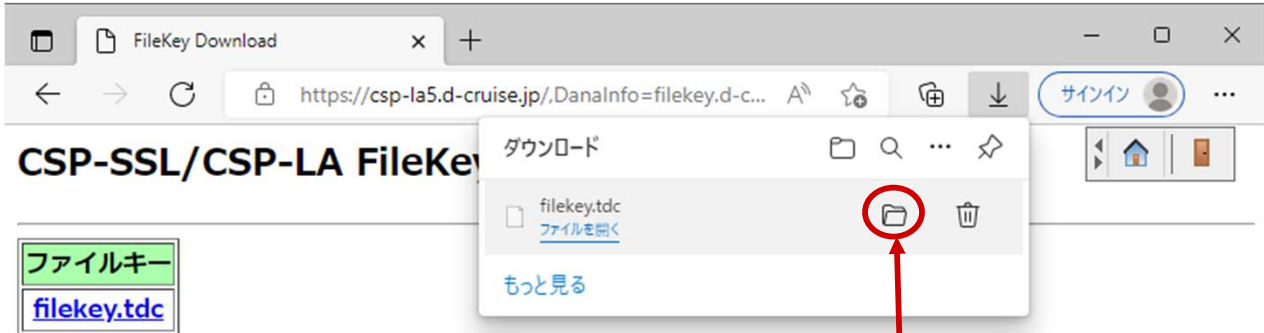 FileKey Download
https://csp-la5.d-cruise.jp/,DanaInfo=filekey.d-c...
サインイン
CSP-SSL/CSP-LA FileKey
ダウンロード
filekey.tdc
ファイルを開く
もっと見る
ファイルキー
filekey.tdc